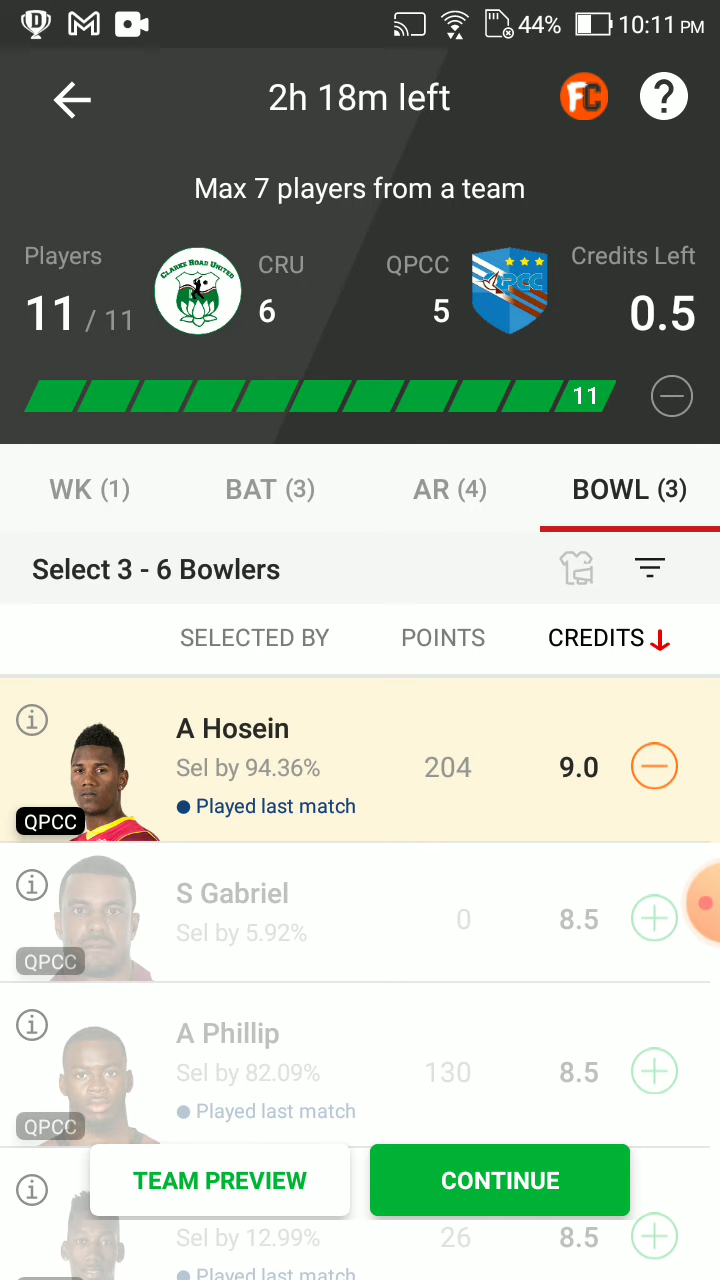 44% 10:11 PM
2h 18m left
FC ?
Max 7 players from a team
Players
CRU
QPCC
Credits Left
CLARKE ROAD UNITED
QPCC
11 / 11
6
5
0.5
11
WK (1) BAT (3) AR (4) BOWL (3)
Select 3 - 6 Bowlers
SELECTED BY POINTS CREDITS
A Hosein
Sel by 94.36% 204 9.0
Played last match
QPCC
S Gabriel
Sel by 5.92% 0 8.5
QPCC
A Phillip
Sel by 82.09% 130 8.5
Played last match
QPCC
TEAM PREVIEW CONTINUE
Sel by 12.99% 26 8.5
Played last match